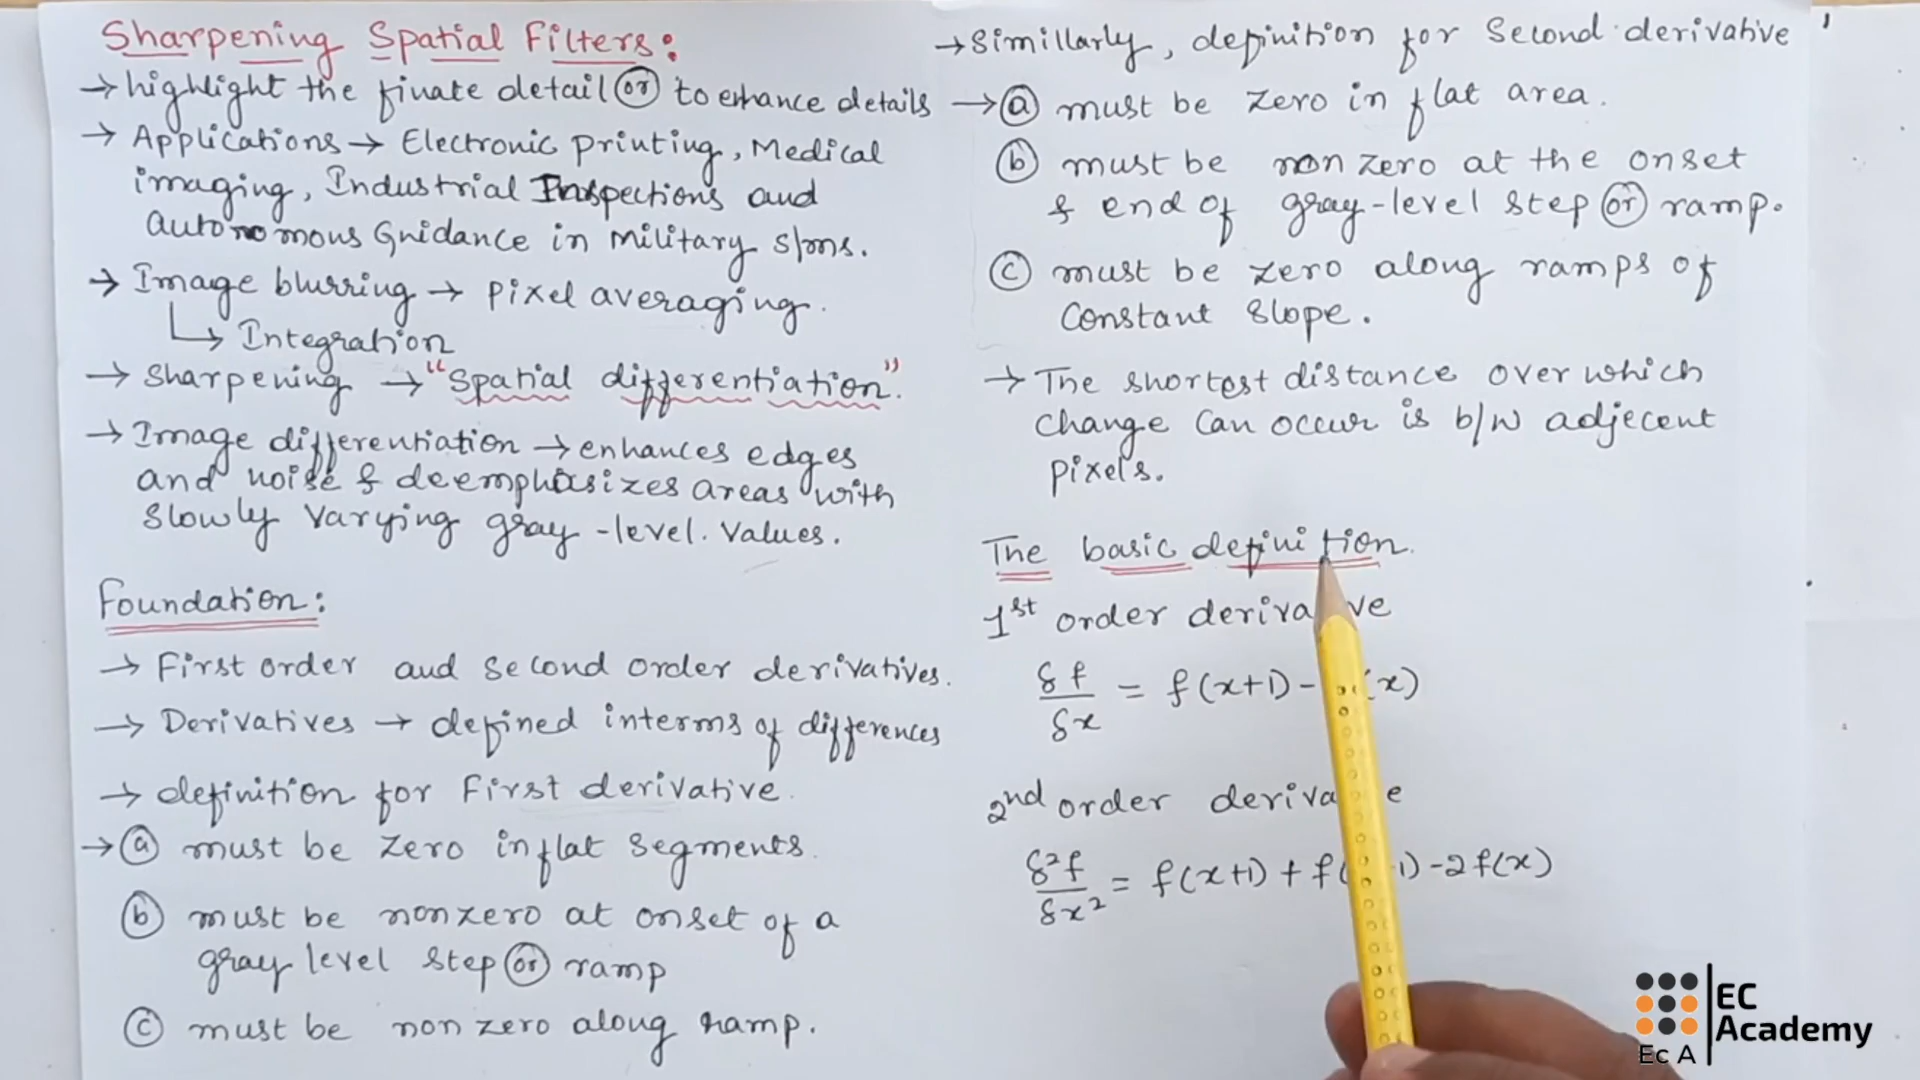 Sharpening Spatial Filters:
→ highlight the finate detail or to enhance details
→ Applications → Electronic printing, Medical
imaging, Industrial Inspections and
autonomous Guidance in military s/ms.
→ Image blurring → pixel averaging.
↳ Integration
→ Sharpening → "Spatial differentiation".
→ Image differentiation → enhances edges
and noise & deemphasizes areas with
slowly varying gray-level. values.
Foundation:
→ First order and second order derivatives.
→ Derivatives → defined interms of differences
→ definition for First derivative.
→ a must be zero in flat segments.
b must be nonzero at onset of a
gray level step or ramp
c must be non zero along ramp.
→ Simillarly, definition for second derivative
→ a must be zero in flat area.
b must be non zero at the onset
& end of gray-level step or ramp.
c must be zero along ramps of
constant slope.
→ The shortest distance over which
change can occur is b/w adjecent
pixels.
The basic definition.
1st order derivative
δf/δx = f(x+1) - (x)
2nd order deriva e
δ²f/δx² = f(x+1) + f( 1) -2f(x)
EC
Academy
Ec A